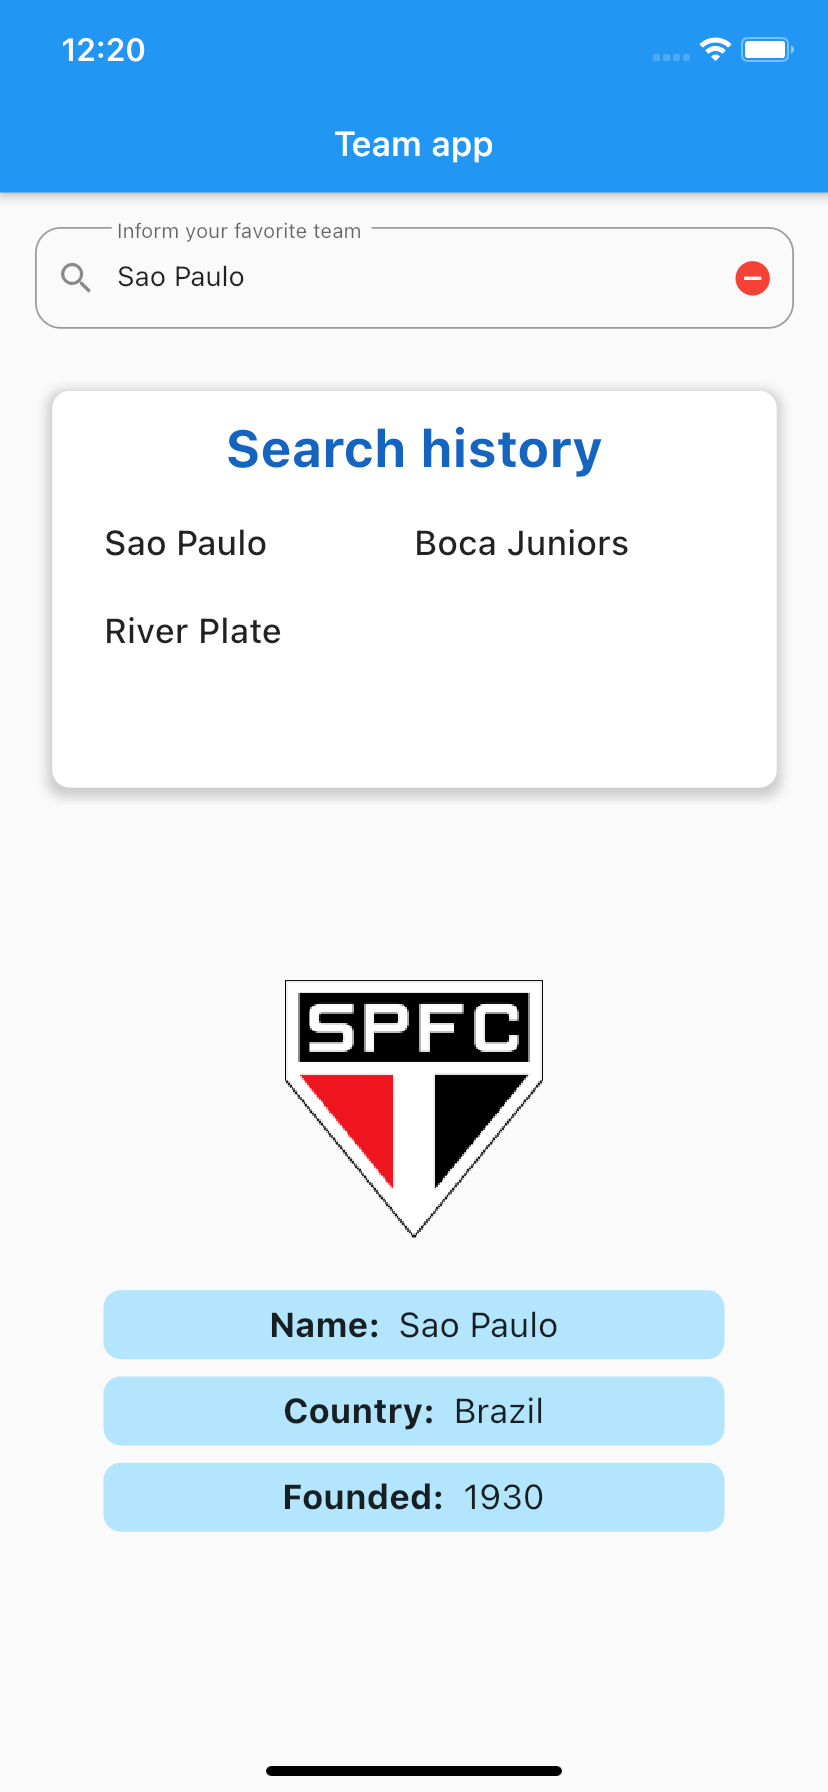 12:20
Team app
Inform your favorite team
Sao Paulo
Search history
Sao Paulo Boca Juniors
River Plate
SPFC
Name: Sao Paulo
Country: Brazil
Founded: 1930